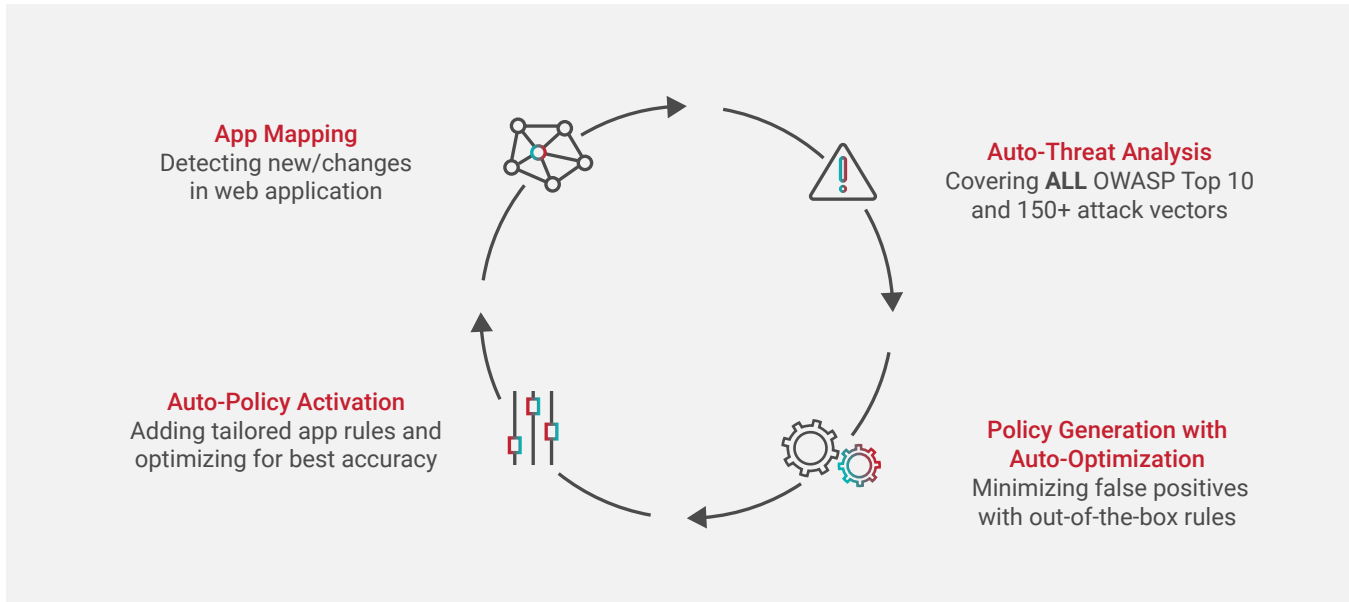 App Mapping
Detecting new/changes
in web application
Auto-Threat Analysis
Covering ALL OWASP Top 10
and 150+ attack vectors
Auto-Policy Activation
Adding tailored app rules and
optimizing for best accuracy
Policy Generation with
Auto-Optimization
Minimizing false positives
with out-of-the-box rules